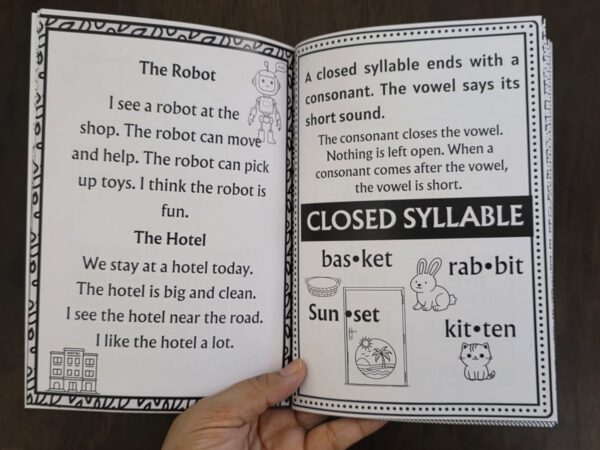 The Robot
I see a robot at the
shop. The robot can move
and help. The robot can pick
up toys. I think the robot is
fun.
The Hotel
We stay at a hotel today.
The hotel is big and clean.
I see the hotel near the road.
I like the hotel a lot.
HOTEL
A closed syllable ends with a
consonant. The vowel says its
short sound.
The consonant closes the vowel.
Nothing is left open. When a
consonant comes after the vowel,
the vowel is short.
CLOSED SYLLABLE
bas•ket
rab•bit
Sun•set
kit•ten